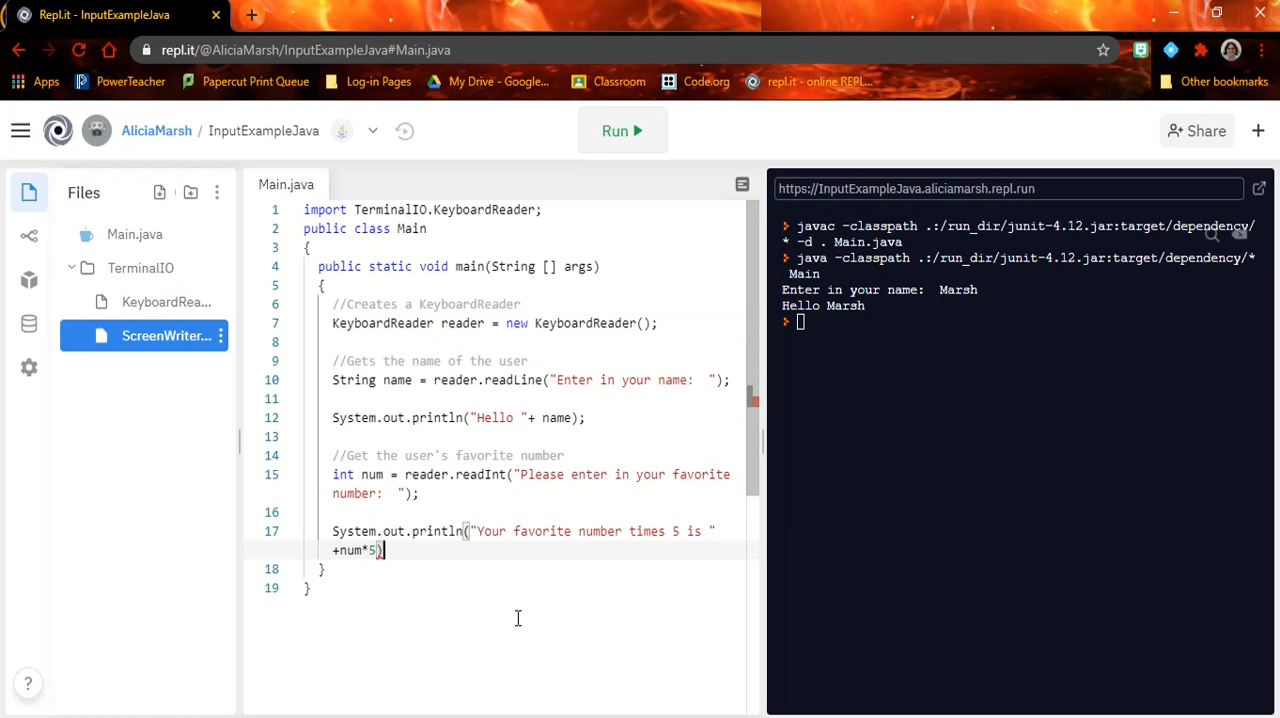 Repl.it - InputExampleJava
repl.it/@AliciaMarsh/InputExampleJava#Main.java
Apps PowerTeacher Papercut Print Queue Log-in Pages My Drive - Google... Classroom Code.org repl.it - online REPL... Other bookmarks
AliciaMarsh / InputExampleJava Run Share
Files
Main.java
TerminalIO
KeyboardRea...
ScreenWriter...
?
Main.java
1 import TerminalIO.KeyboardReader;
2 public class Main
3 {
4 public static void main(String [] args)
5 {
6 //Creates a KeyboardReader
7 KeyboardReader reader = new KeyboardReader();
8
9 //Gets the name of the user
10 String name = reader.readLine("Enter in your name:  ");
11
12 System.out.println("Hello "+ name);
13
14 //Get the user's favorite number
15 int num = reader.readInt("Please enter in your favorite
number:  ");
16
17 System.out.println("Your favorite number times 5 is "
+num*5)
18 }
19 }
https://InputExampleJava.aliciamarsh.repl.run
javac -classpath .:/run_dir/junit-4.12.jar:target/dependency/
* -d . Main.java
java -classpath .:/run_dir/junit-4.12.jar:target/dependency/*
Main
Enter in your name:  Marsh
Hello Marsh